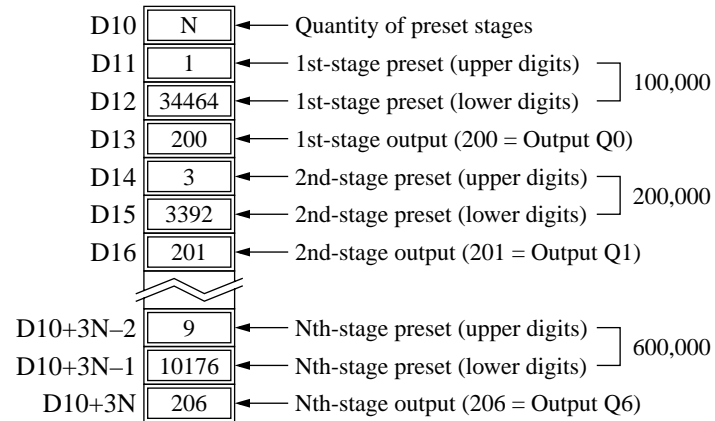 D10 N Quantity of preset stages
D11 1 1st-stage preset (upper digits)
100,000
D12 34464 1st-stage preset (lower digits)
D13 200 1st-stage output (200 = Output Q0)
D14 3 2nd-stage preset (upper digits)
200,000
D15 3392 2nd-stage preset (lower digits)
D16 201 2nd-stage output (201 = Output Q1)
D10+3N–2 9 Nth-stage preset (upper digits)
600,000
D10+3N–1 10176 Nth-stage preset (lower digits)
D10+3N 206 Nth-stage output (206 = Output Q6)